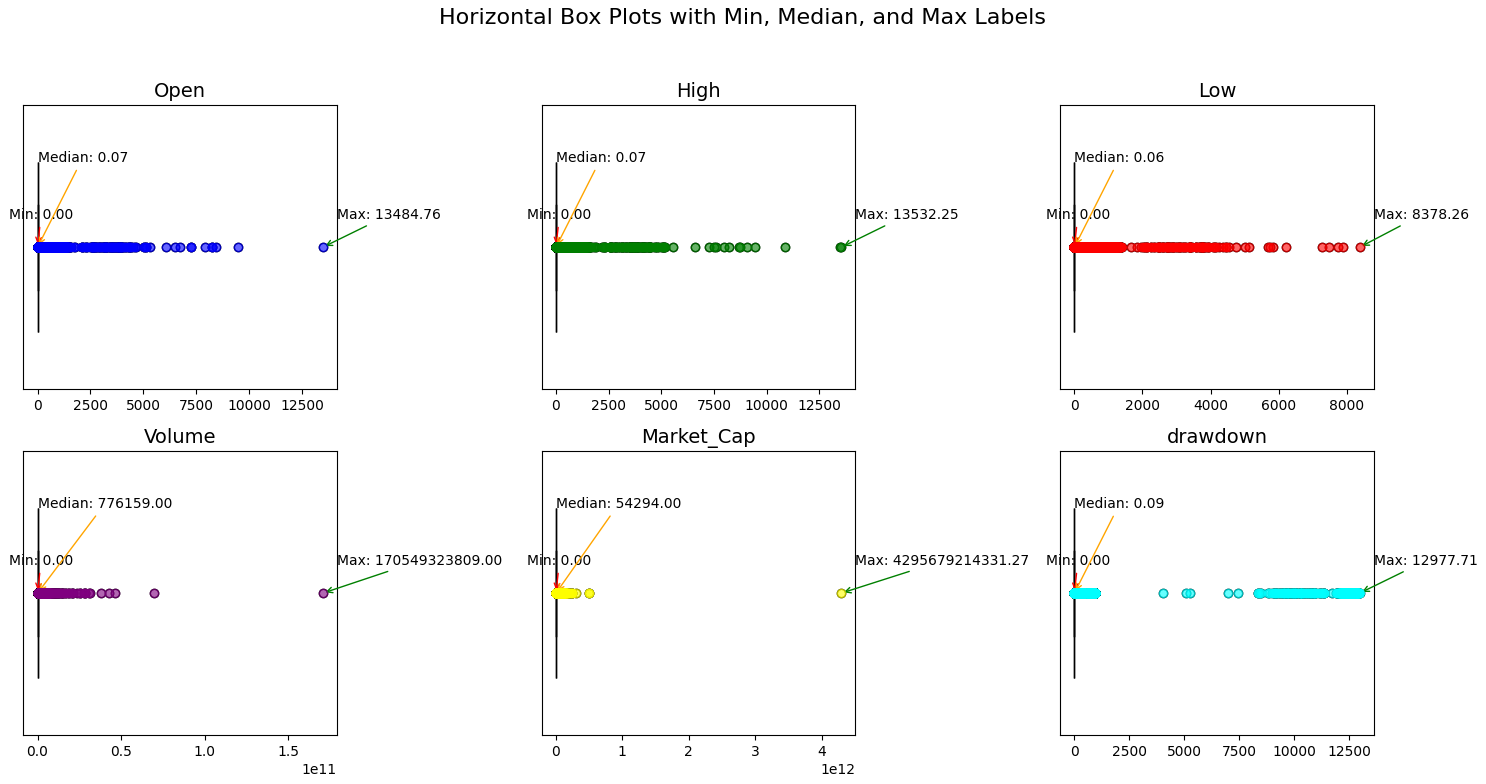 Horizontal Box Plots with Min, Median, and Max Labels
Open
Median: 0.07
Min: 0.00
Max: 13484.76
0 2500 5000 7500 10000 12500
High
Median: 0.07
Min: 0.00
Max: 13532.25
0 2500 5000 7500 10000 12500
Low
Median: 0.06
Min: 0.00
Max: 8378.26
0 2000 4000 6000 8000
Volume
Median: 776159.00
Min: 0.00
Max: 170549323809.00
0.0 0.5 1.0 1.5
1e11
Market_Cap
Median: 54294.00
Min: 0.00
Max: 4295679214331.27
0 1 2 3 4
1e12
drawdown
Median: 0.09
Min: 0.00
Max: 12977.71
0 2500 5000 7500 10000 12500